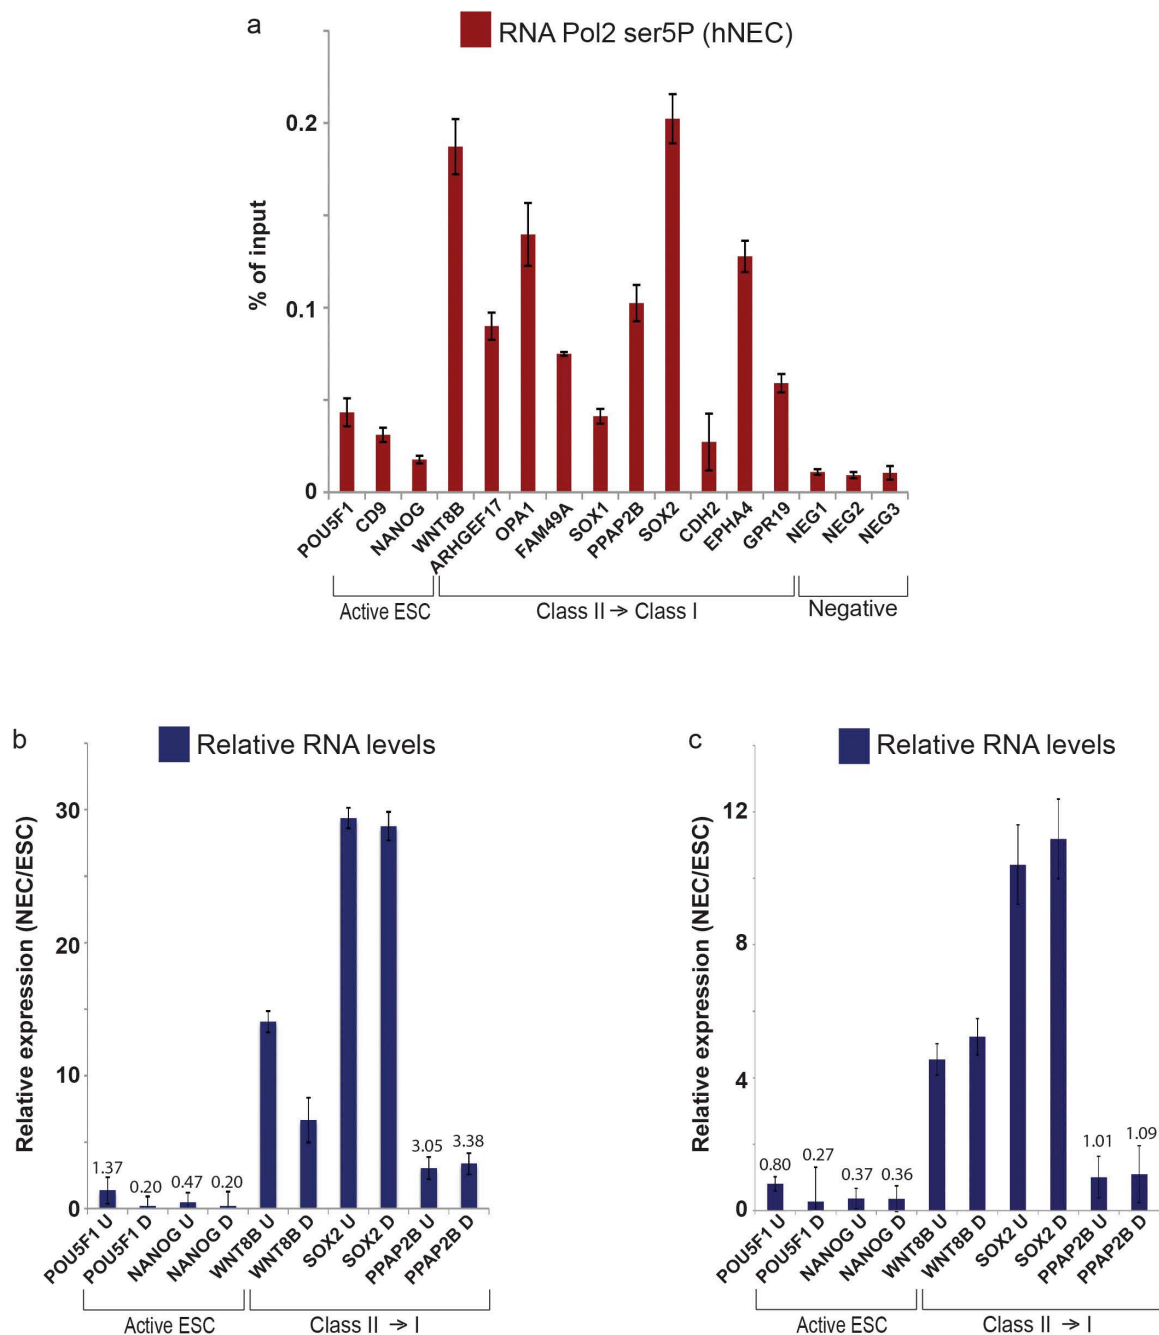 a
RNA Pol2 ser5P (hNEC)
% of input
0.2
0.1
0
POU5F1
CD9
NANOG
WNT8B
ARHGEF17
OPA1
FAM49A
SOX1
PPAP2B
SOX2
CDH2
EPHA4
GPR19
NEG1
NEG2
NEG3
Active ESC
Class II → Class I
Negative
b
Relative RNA levels
Relative expression (NEC/ESC)
30
20
10
0
1.37
0.20
0.47
0.20
3.05
3.38
POU5F1 U
POU5F1 D
NANOG U
NANOG D
WNT8B U
WNT8B D
SOX2 U
SOX2 D
PPAP2B U
PPAP2B D
Active ESC
Class II → I
c
Relative RNA levels
Relative expression (NEC/ESC)
12
8
4
0
0.80
0.27
0.37
0.36
1.01
1.09
POU5F1 U
POU5F1 D
NANOG U
NANOG D
WNT8B U
WNT8B D
SOX2 U
SOX2 D
PPAP2B U
PPAP2B D
Active ESC
Class II → I